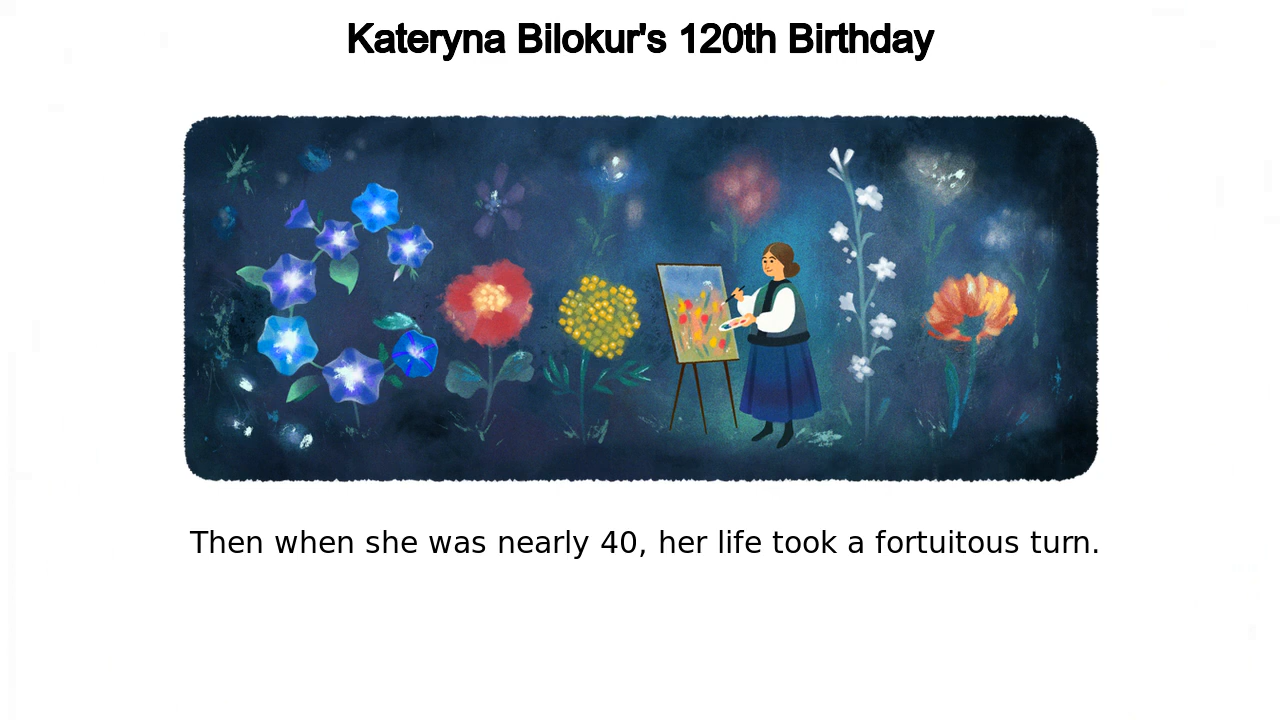 Kateryna Bilokur's 120th Birthday
Then when she was nearly 40, her life took a fortuitous turn.